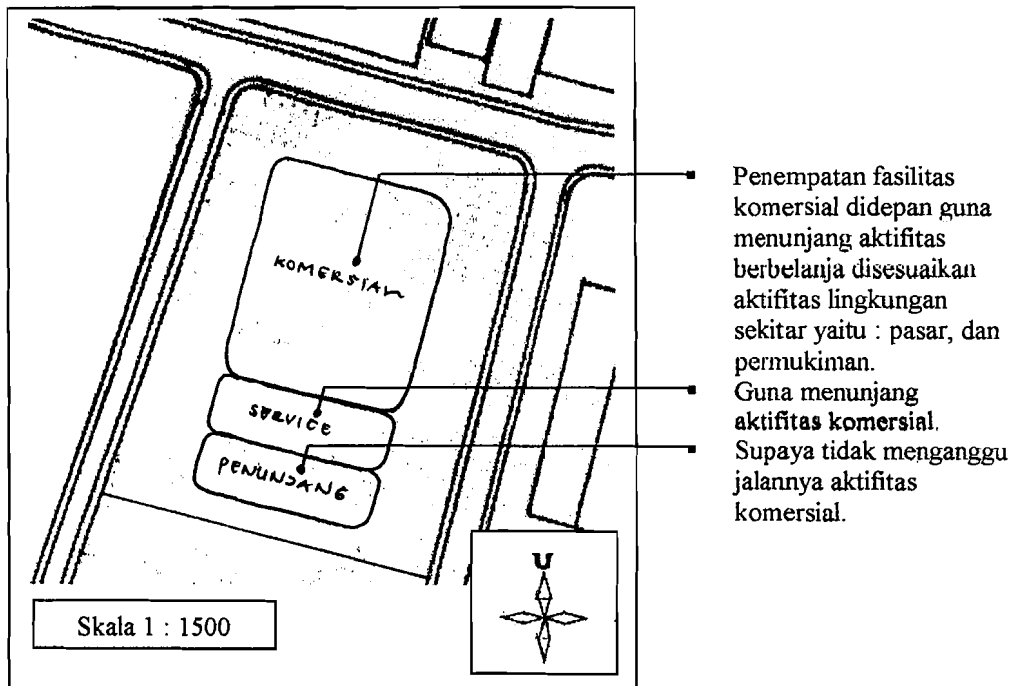 KOMERSIAL
SERVICE
PENUNJANG
U
Skala 1 : 1500
Penempatan fasilitas
komersial didepan guna
menunjang aktifitas
berbelanja disesuaikan
aktifitas lingkungan
sekitar yaitu : pasar, dan
permukiman.
Guna menunjang
aktifitas komersial.
Supaya tidak menganggu
jalannya aktifitas
komersial.